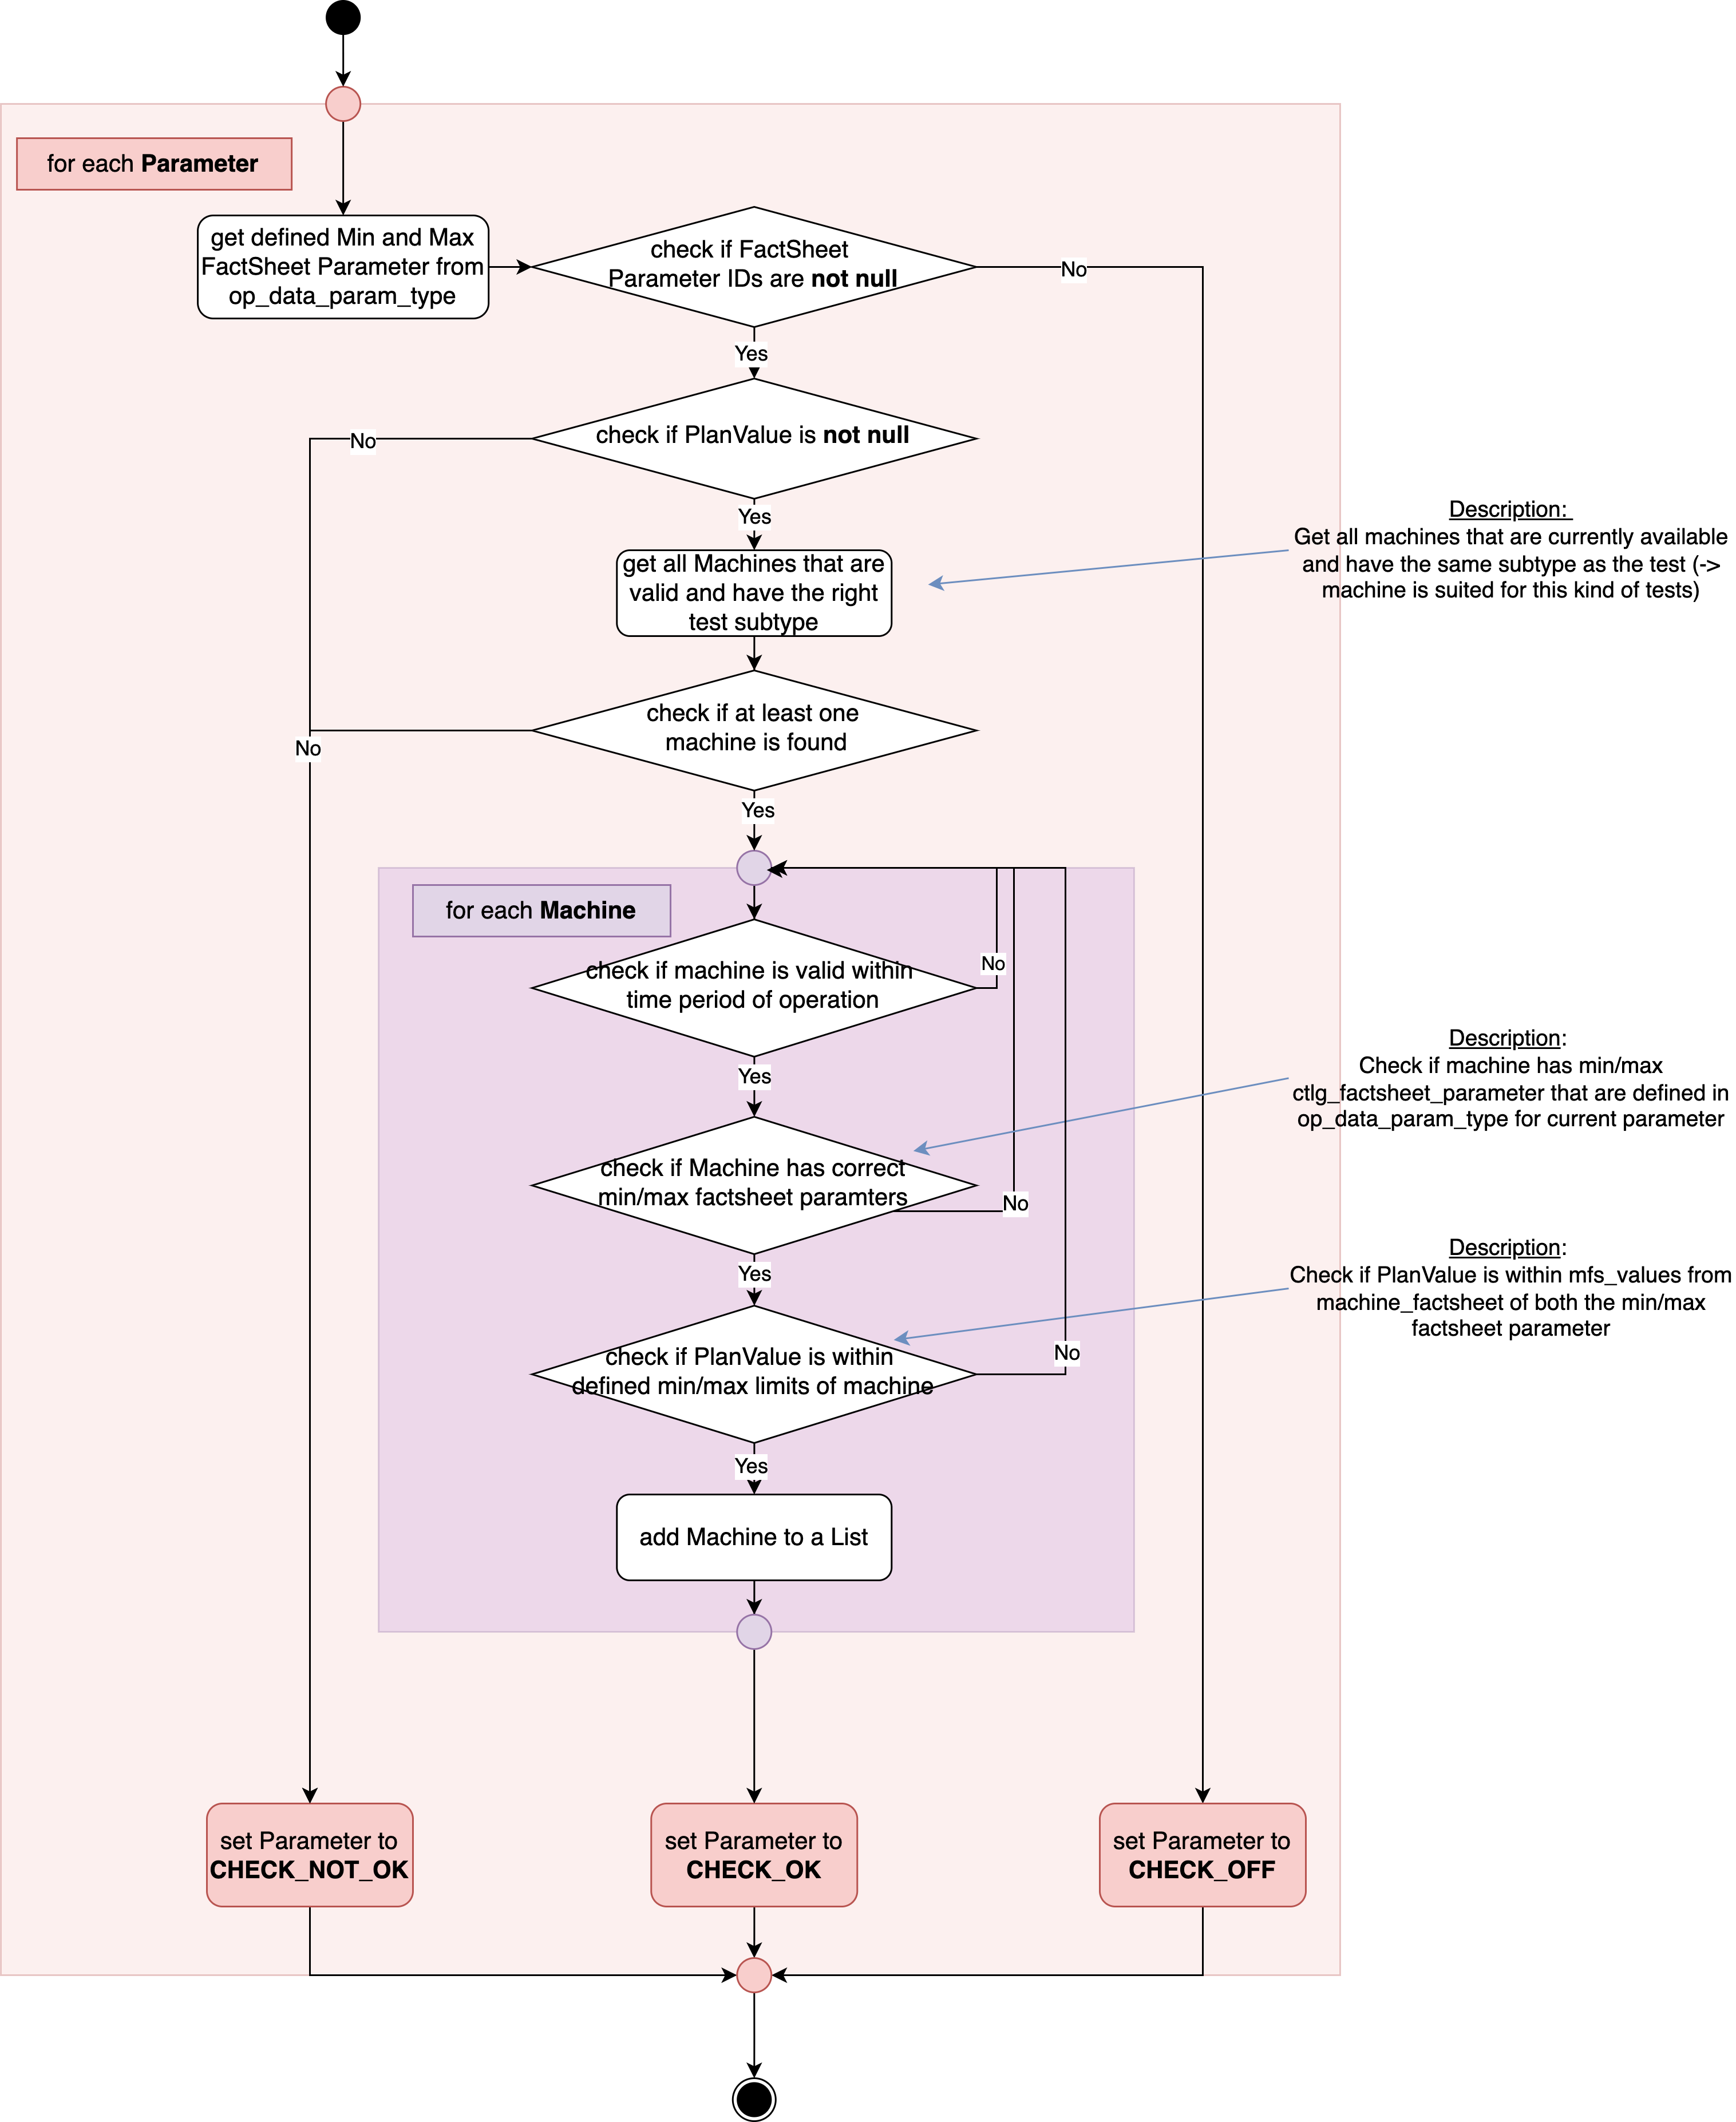 for each Parameter
get defined Min and Max
FactSheet Parameter from
op_data_param_type
check if FactSheet
Parameter IDs are not null
No
Yes
check if PlanValue is not null
No
Yes
Description:
Get all machines that are currently available
and have the same subtype as the test (->
machine is suited for this kind of tests)
get all Machines that are
valid and have the right
test subtype
check if at least one
machine is found
No
Yes
for each Machine
check if machine is valid within
time period of operation
No
Yes
Description:
Check if machine has min/max
ctlg_factsheet_parameter that are defined in
op_data_param_type for current parameter
check if Machine has correct
min/max factsheet paramters
No
Yes
Description:
Check if PlanValue is within mfs_values from
machine_factsheet of both the min/max
factsheet parameter
check if PlanValue is within
defined min/max limits of machine
No
Yes
add Machine to a List
set Parameter to
CHECK_NOT_OK
set Parameter to
CHECK_OK
set Parameter to
CHECK_OFF